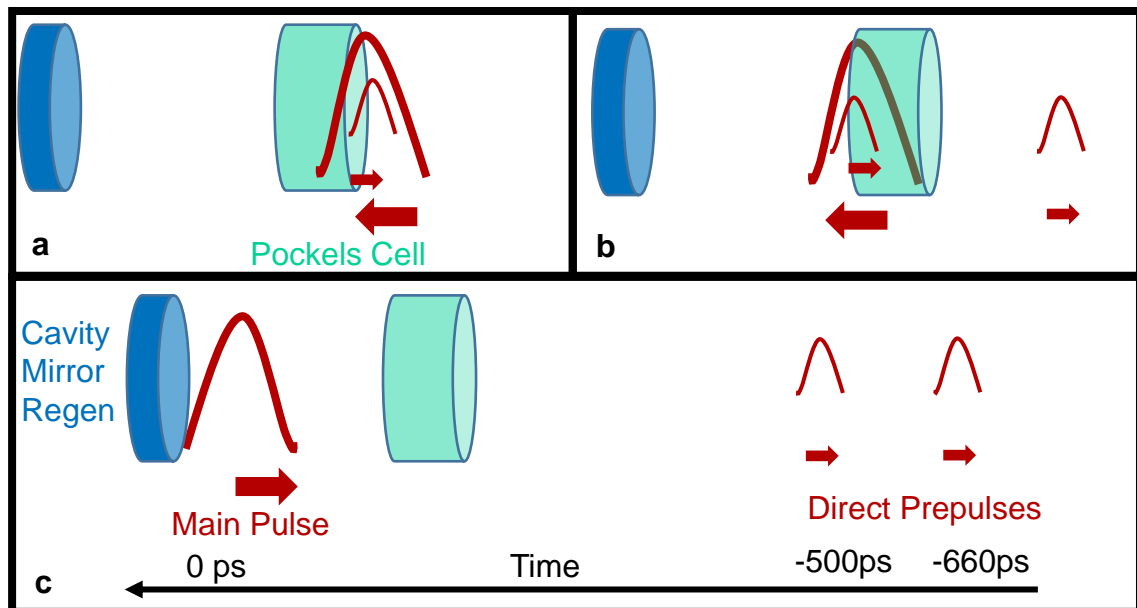 a
Pockels Cell
b
Cavity
Mirror
Regen
Main Pulse
Direct Prepulses
0 ps
Time
-500ps
-660ps
c